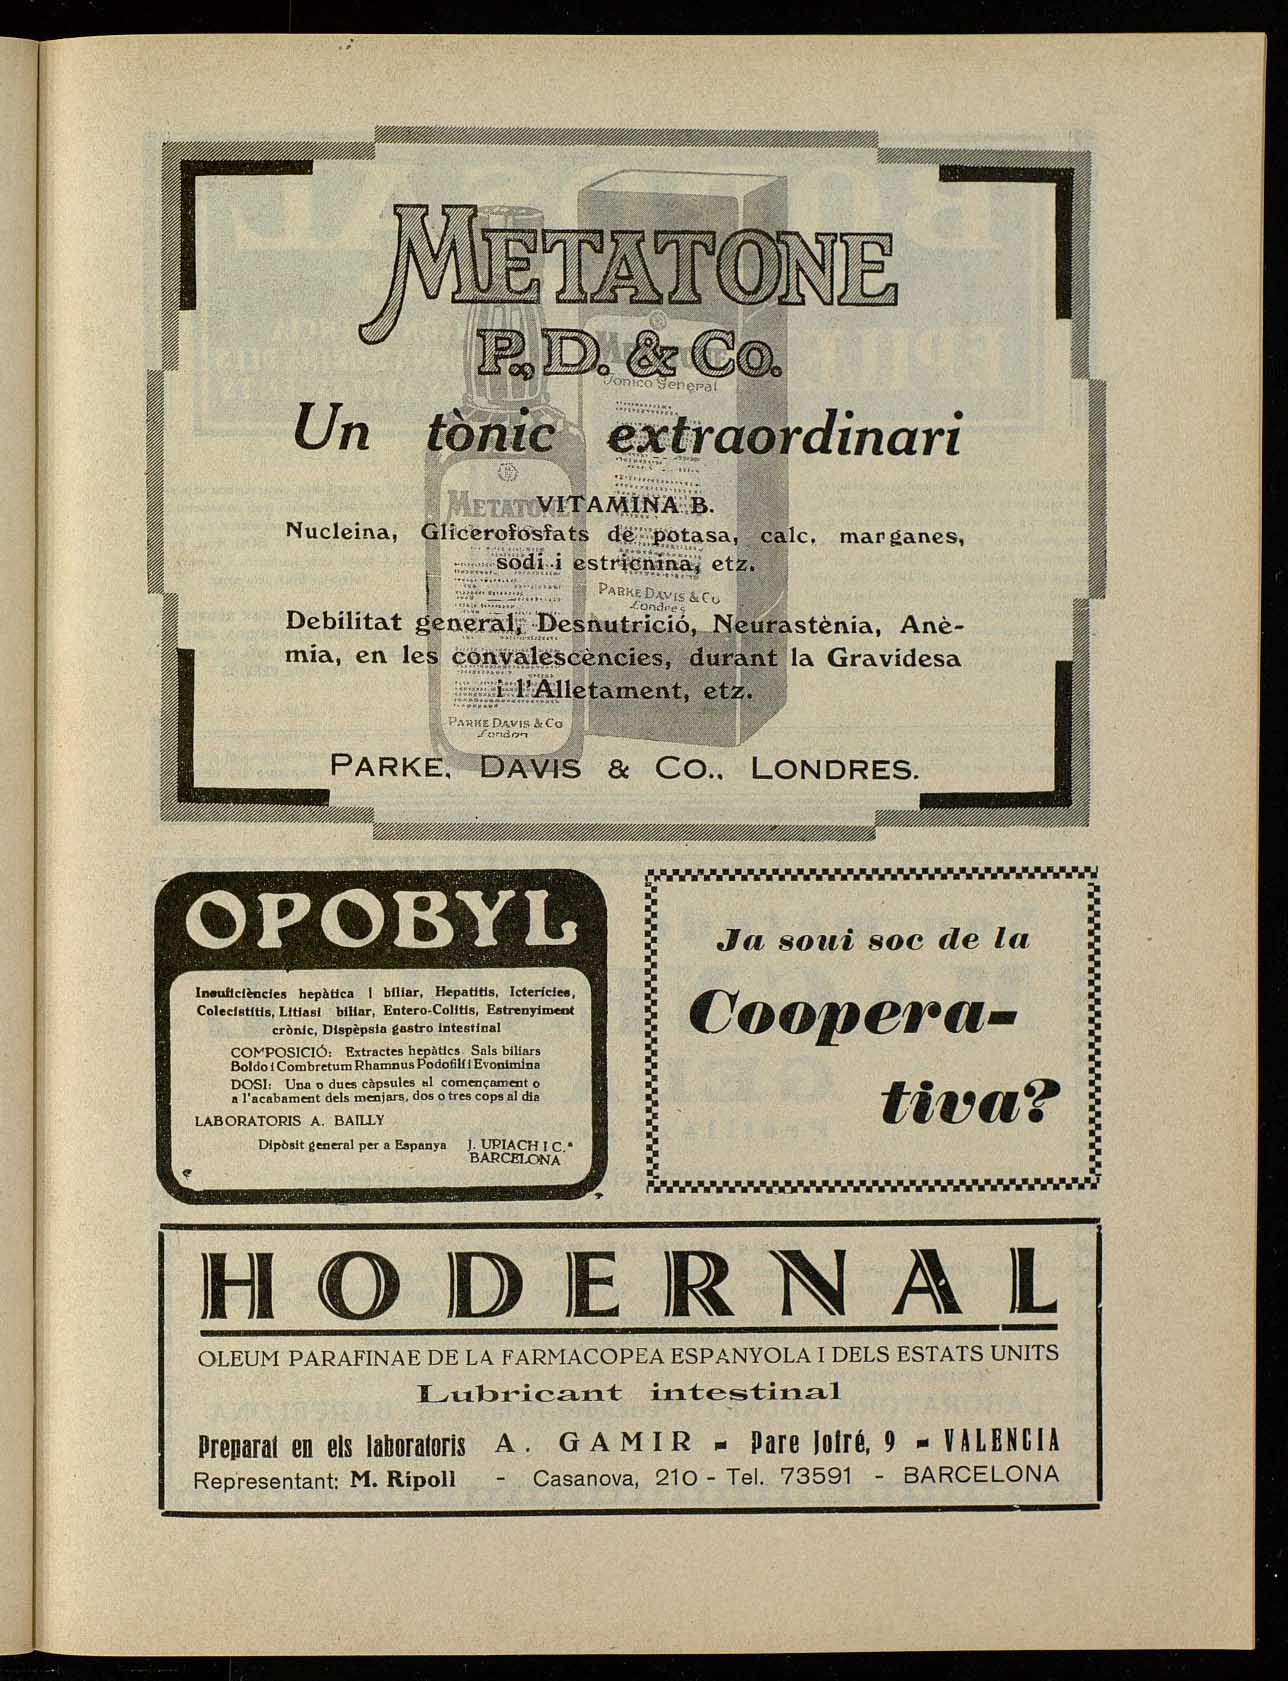 METATONE
P., D. & Co.
Un tònic extraordinari
VITAMINA B.
Nucleina, Glicerofosfats de potasa, calc, marganes,
sodi i estricnina, etz.
Debilitat general, Desnutrició, Neurastènia, Anè-
mia, en les convalescències, durant la Gravidesa
i l'Alletament, etz.
PARKE, DAVIS & CO., LONDRES.
Tonico General
METATONE
PARKE DAVIS & Co
Londres
PARKE DAVIS & Co
London
OPOBYL
Insuficiències hepàtica i biliar, Hepatitis, Icterícies,
Colecistitis, Litiasi biliar, Entero-Colitis, Estrenyiment
crònic, Dispèpsia gastro intestinal
COMPOSICIÓ: Extractes hepàtics. Sals biliars
Boldo i Combretum Rhamnus Podofilí i Evonimina
DOSI: Una o dues càpsules al començament o
a l'acabament dels menjars, dos o tres cops al dia
LABORATORIS A. BAILLY
Dipòsit general per a Espanya J. URIACH I C.ª
BARCELONA
Ja soui soc de la
Coopera-
tiva?
HODERNAL
OLEUM PARAFINAE DE LA FARMACOPEA ESPANYOLA I DELS ESTATS UNITS
Lubricant intestinal
Preparat en els laboratoris A. GAMIR - Pare Jofré, 9 - VALENCIA
Representant: M. Ripoll - Casanova, 210 - Tel. 73591 - BARCELONA